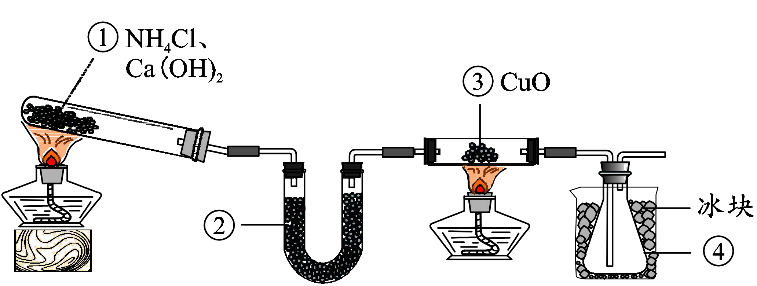 ① NH₄Cl、
Ca(OH)₂
③ CuO
②
冰块
④